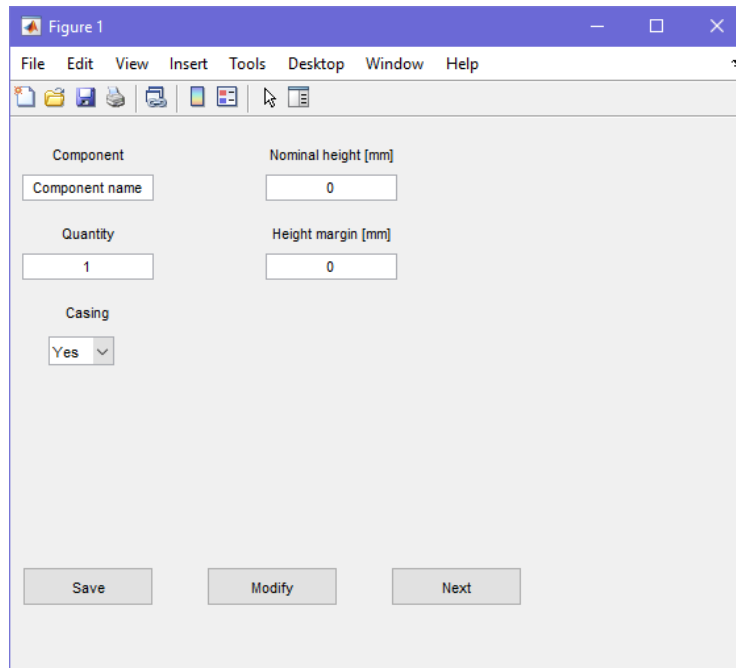 Figure 1
File Edit View Insert Tools Desktop Window Help
Component Nominal height [mm]
Component name 0
Quantity Height margin [mm]
1 0
Casing
Yes
Save Modify Next